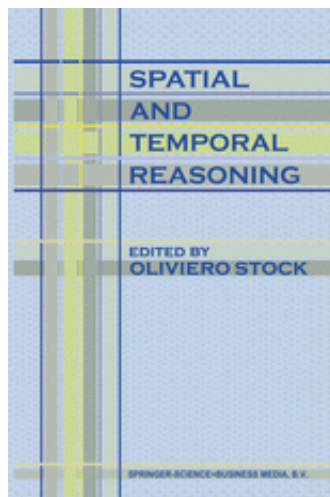 SPATIAL
AND
TEMPORAL
REASONING
EDITED BY
OLIVIERO STOCK
SPRINGER-SCIENCE+BUSINESS MEDIA, B.V.